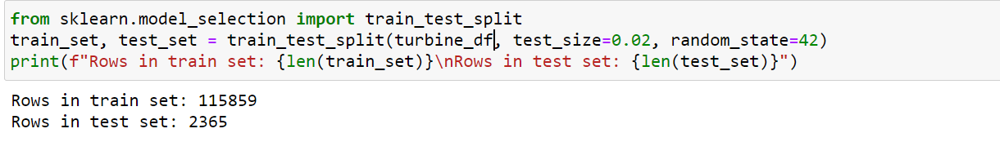 from sklearn.model_selection import train_test_split
train_set, test_set = train_test_split(turbine_df, test_size=0.02, random_state=42)
print(f"Rows in train set: {len(train_set)}\nRows in test set: {len(test_set)}")
Rows in train set: 115859
Rows in test set: 2365